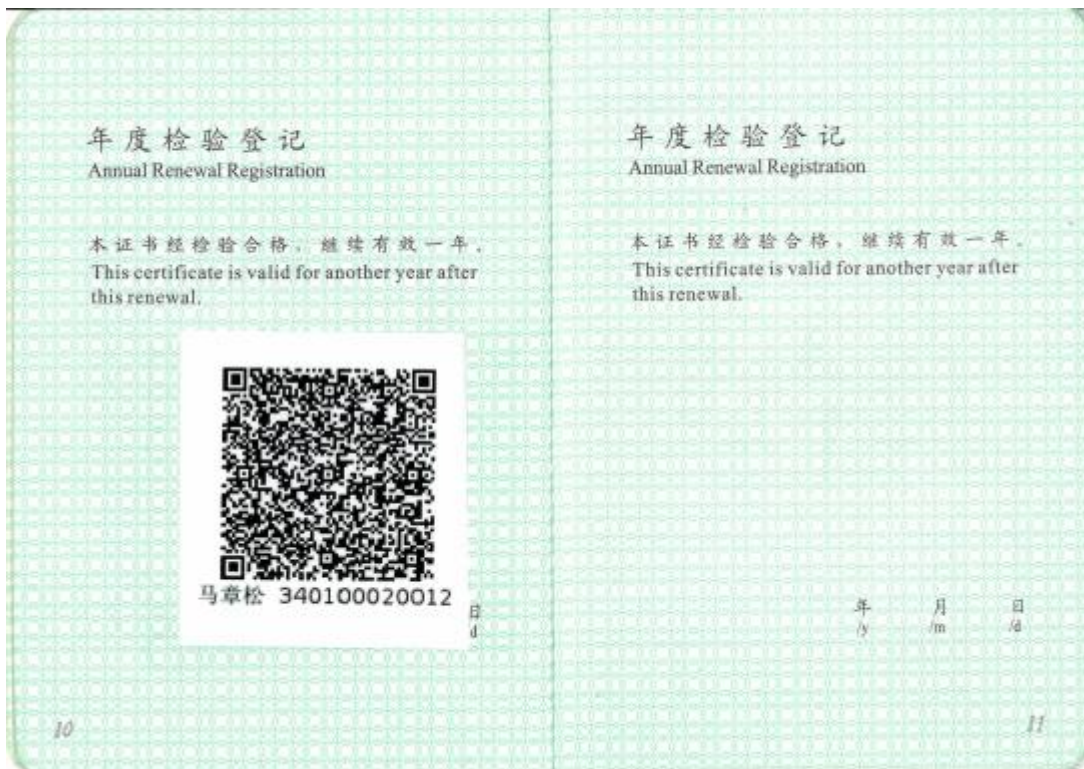 年度检验登记
Annual Renewal Registration
本证书经检验合格，继续有效一年。
This certificate is valid for another year after
this renewal.
马章松 340100020012
日
d
10
年度检验登记
Annual Renewal Registration
本证书经检验合格，继续有效一年。
This certificate is valid for another year after
this renewal.
年 月 日
/y /m /d
11